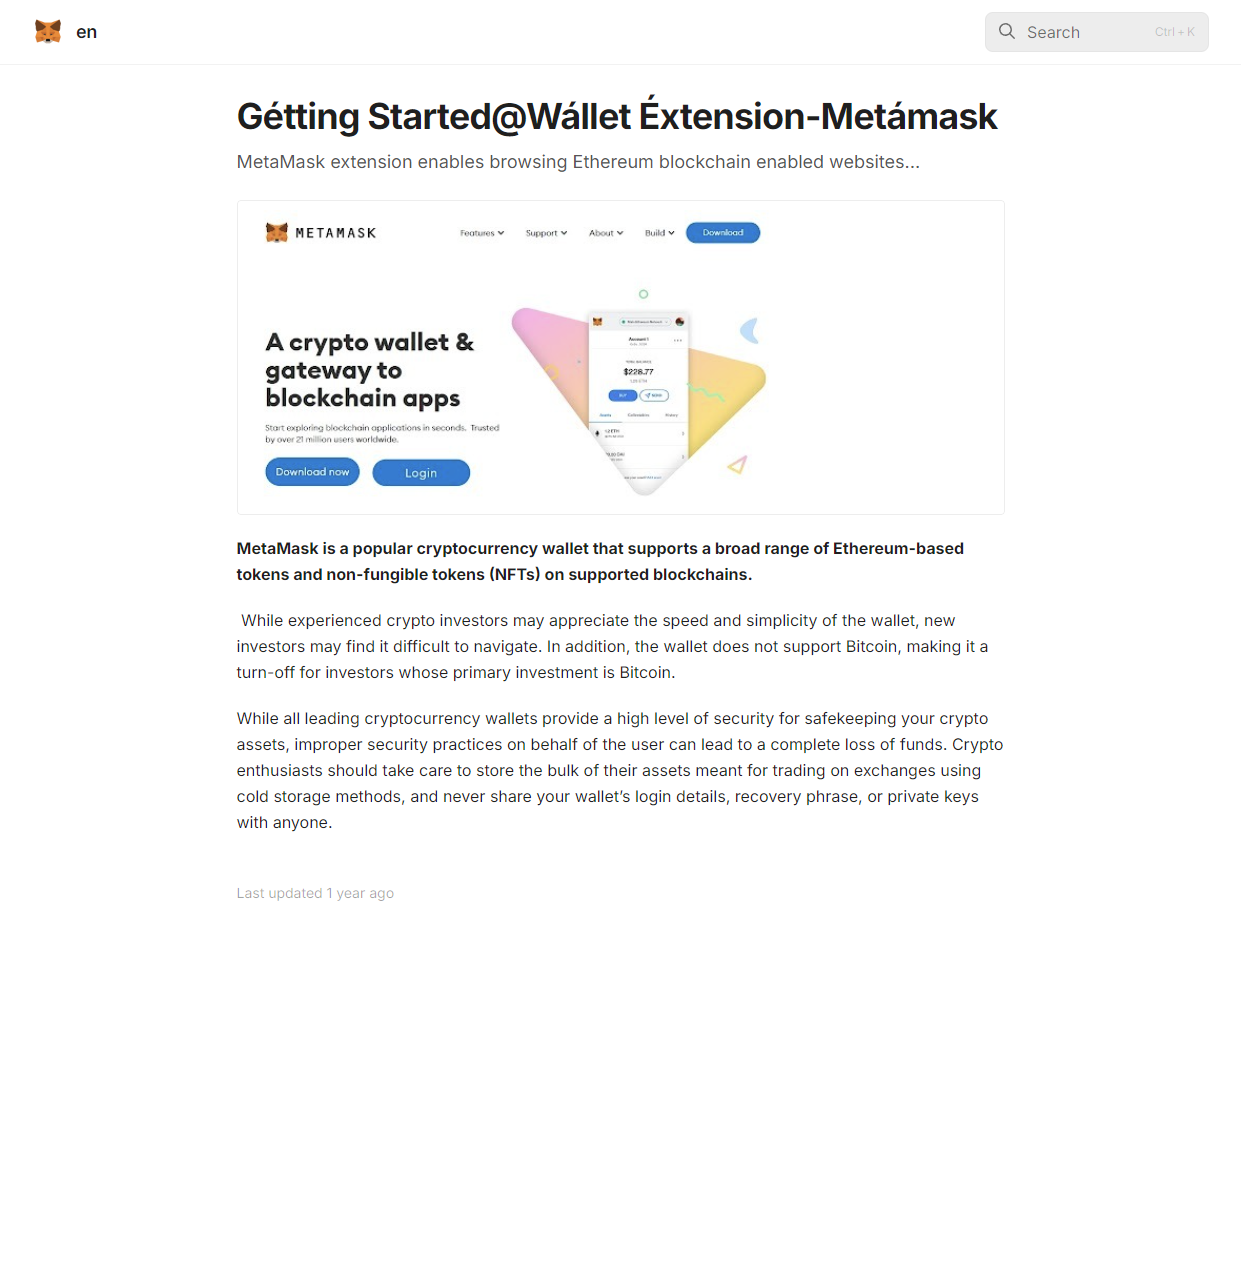 en
Search
Ctrl + K
Gétting Started@Wállet Éxtension-Metámask
MetaMask extension enables browsing Ethereum blockchain enabled websites...
METAMASK
Features
Support
About
Build
Download
A crypto wallet &
gateway to
blockchain apps
Start exploring blockchain applications in seconds. Trusted
by over 21 million users worldwide.
Download now
Login
Account 1
TOTAL BALANCE
$228.77
BUY
SEND
MetaMask is a popular cryptocurrency wallet that supports a broad range of Ethereum-based
tokens and non-fungible tokens (NFTs) on supported blockchains.
While experienced crypto investors may appreciate the speed and simplicity of the wallet, new
investors may find it difficult to navigate. In addition, the wallet does not support Bitcoin, making it a
turn-off for investors whose primary investment is Bitcoin.
While all leading cryptocurrency wallets provide a high level of security for safekeeping your crypto
assets, improper security practices on behalf of the user can lead to a complete loss of funds. Crypto
enthusiasts should take care to store the bulk of their assets meant for trading on exchanges using
cold storage methods, and never share your wallet’s login details, recovery phrase, or private keys
with anyone.
Last updated 1 year ago